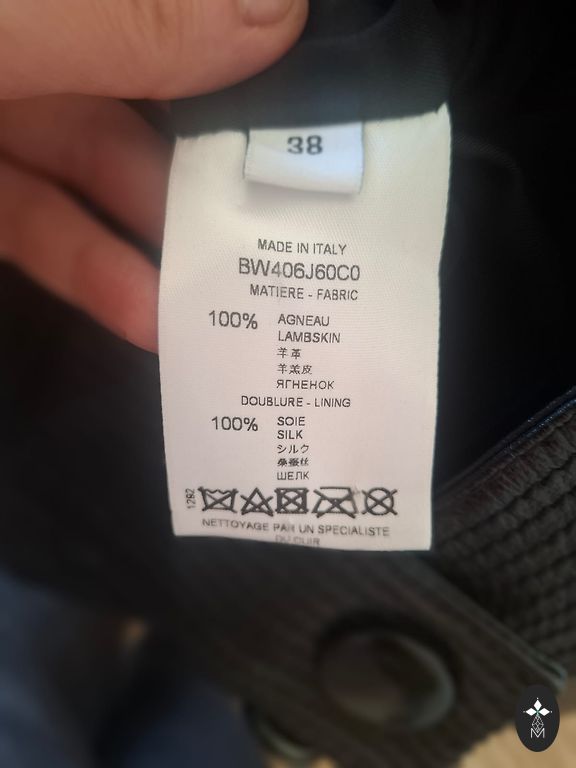 38
MADE IN ITALY
BW406J60C0
MATIERE - FABRIC
100% AGNEAU
LAMBSKIN
羊革
羊羔皮
ЯГНЕНОК
DOUBLURE - LINING
100% SOIE
SILK
シルク
桑蚕丝
ШЕЛК
1292
NETTOYAGE PAR UN SPECIALISTE
DU CUIR